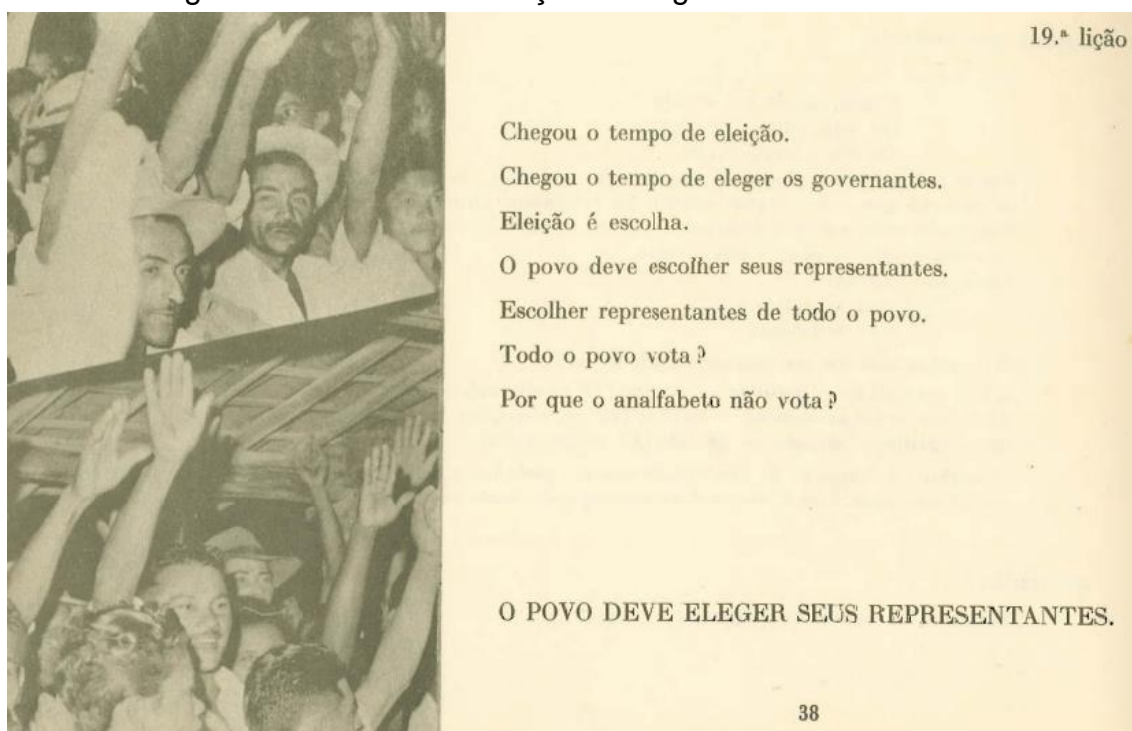 19.ª lição
Chegou o tempo de eleição.
Chegou o tempo de eleger os governantes.
Eleição é escolha.
O povo deve escolher seus representantes.
Escolher representantes de todo o povo.
Todo o povo vota?
Por que o analfabeto não vota?
O POVO DEVE ELEGER SEUS REPRESENTANTES.
38